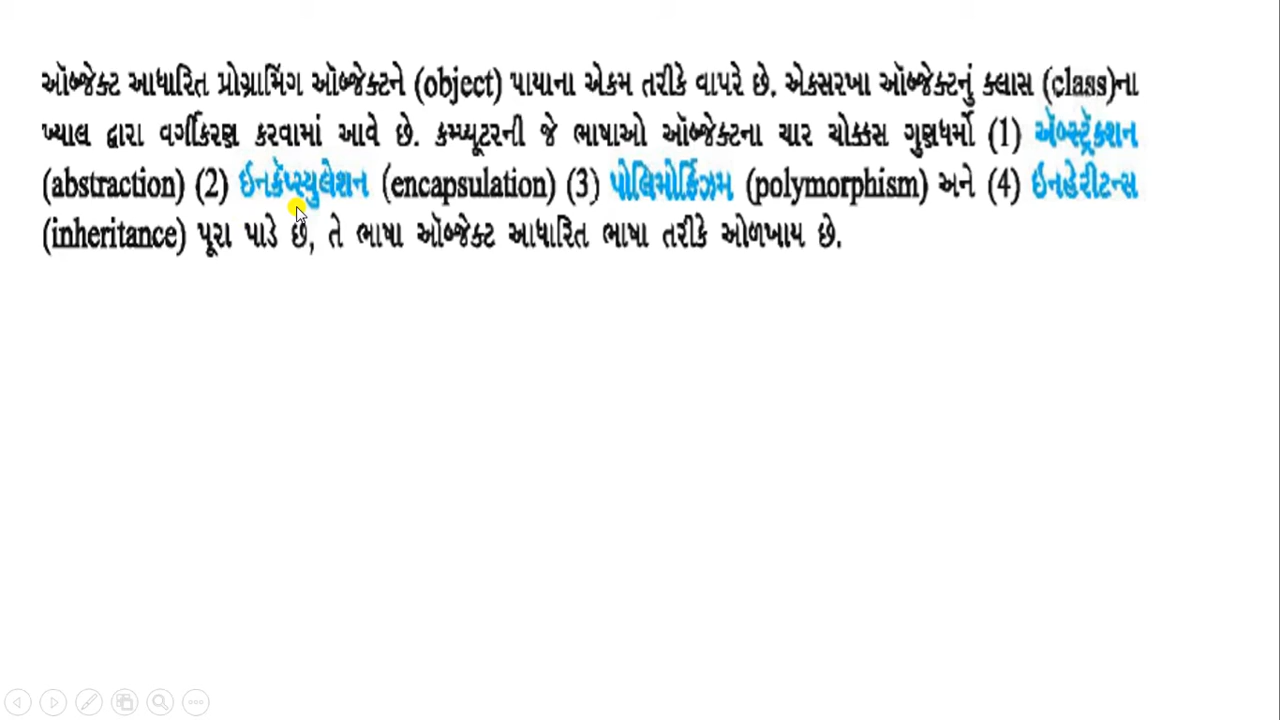 ઑબ્જેક્ટ આધારિત પ્રોગ્રામિંગ ઑબ્જેક્ટને (object) પાયાના એકમ તરીકે વાપરે છે. એકસરખા ઑબ્જેક્ટનું ક્લાસ (class)ના
ખ્યાલ દ્વારા વર્ગીકરણ કરવામાં આવે છે. કમ્પ્યૂટરની જે ભાષાઓ ઑબ્જેક્ટના ચાર ચોક્કસ ગુણધર્મો (1) ઍબ્સ્ટ્રૅક્શન
(abstraction) (2) ઇનકૅપ્સ્યુલેશન (encapsulation) (3) પોલિમોર્ફિઝમ (polymorphism) અને (4) ઇનહેરીટન્સ
(inheritance) પૂરા પાડે છે, તે ભાષા ઑબ્જેક્ટ આધારિત ભાષા તરીકે ઓળખાય છે.